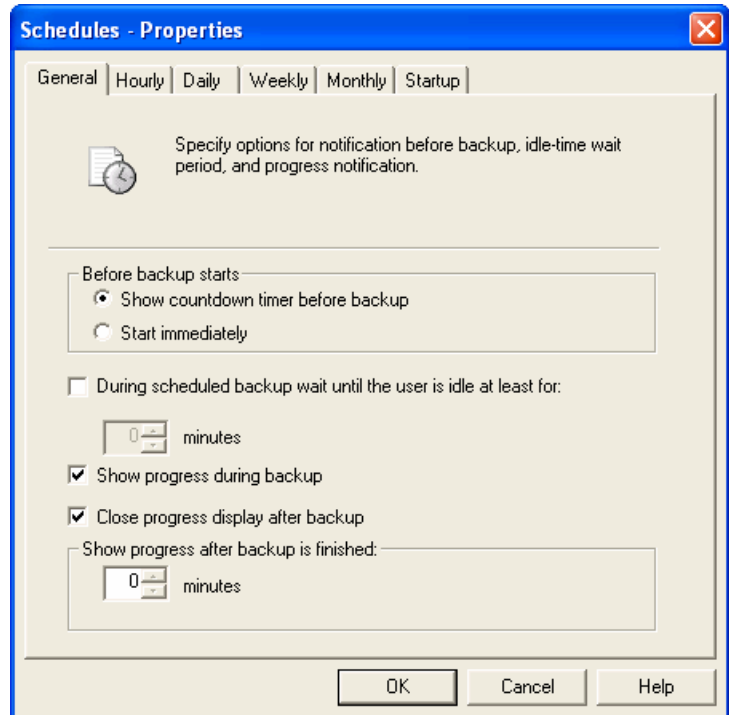 Schedules - Properties
General Hourly Daily Weekly Monthly Startup
Specify options for notification before backup, idle-time wait
period, and progress notification.
Before backup starts
Show countdown timer before backup
Start immediately
During scheduled backup wait until the user is idle at least for:
0 minutes
Show progress during backup
Close progress display after backup
Show progress after backup is finished:
0 minutes
OK Cancel Help